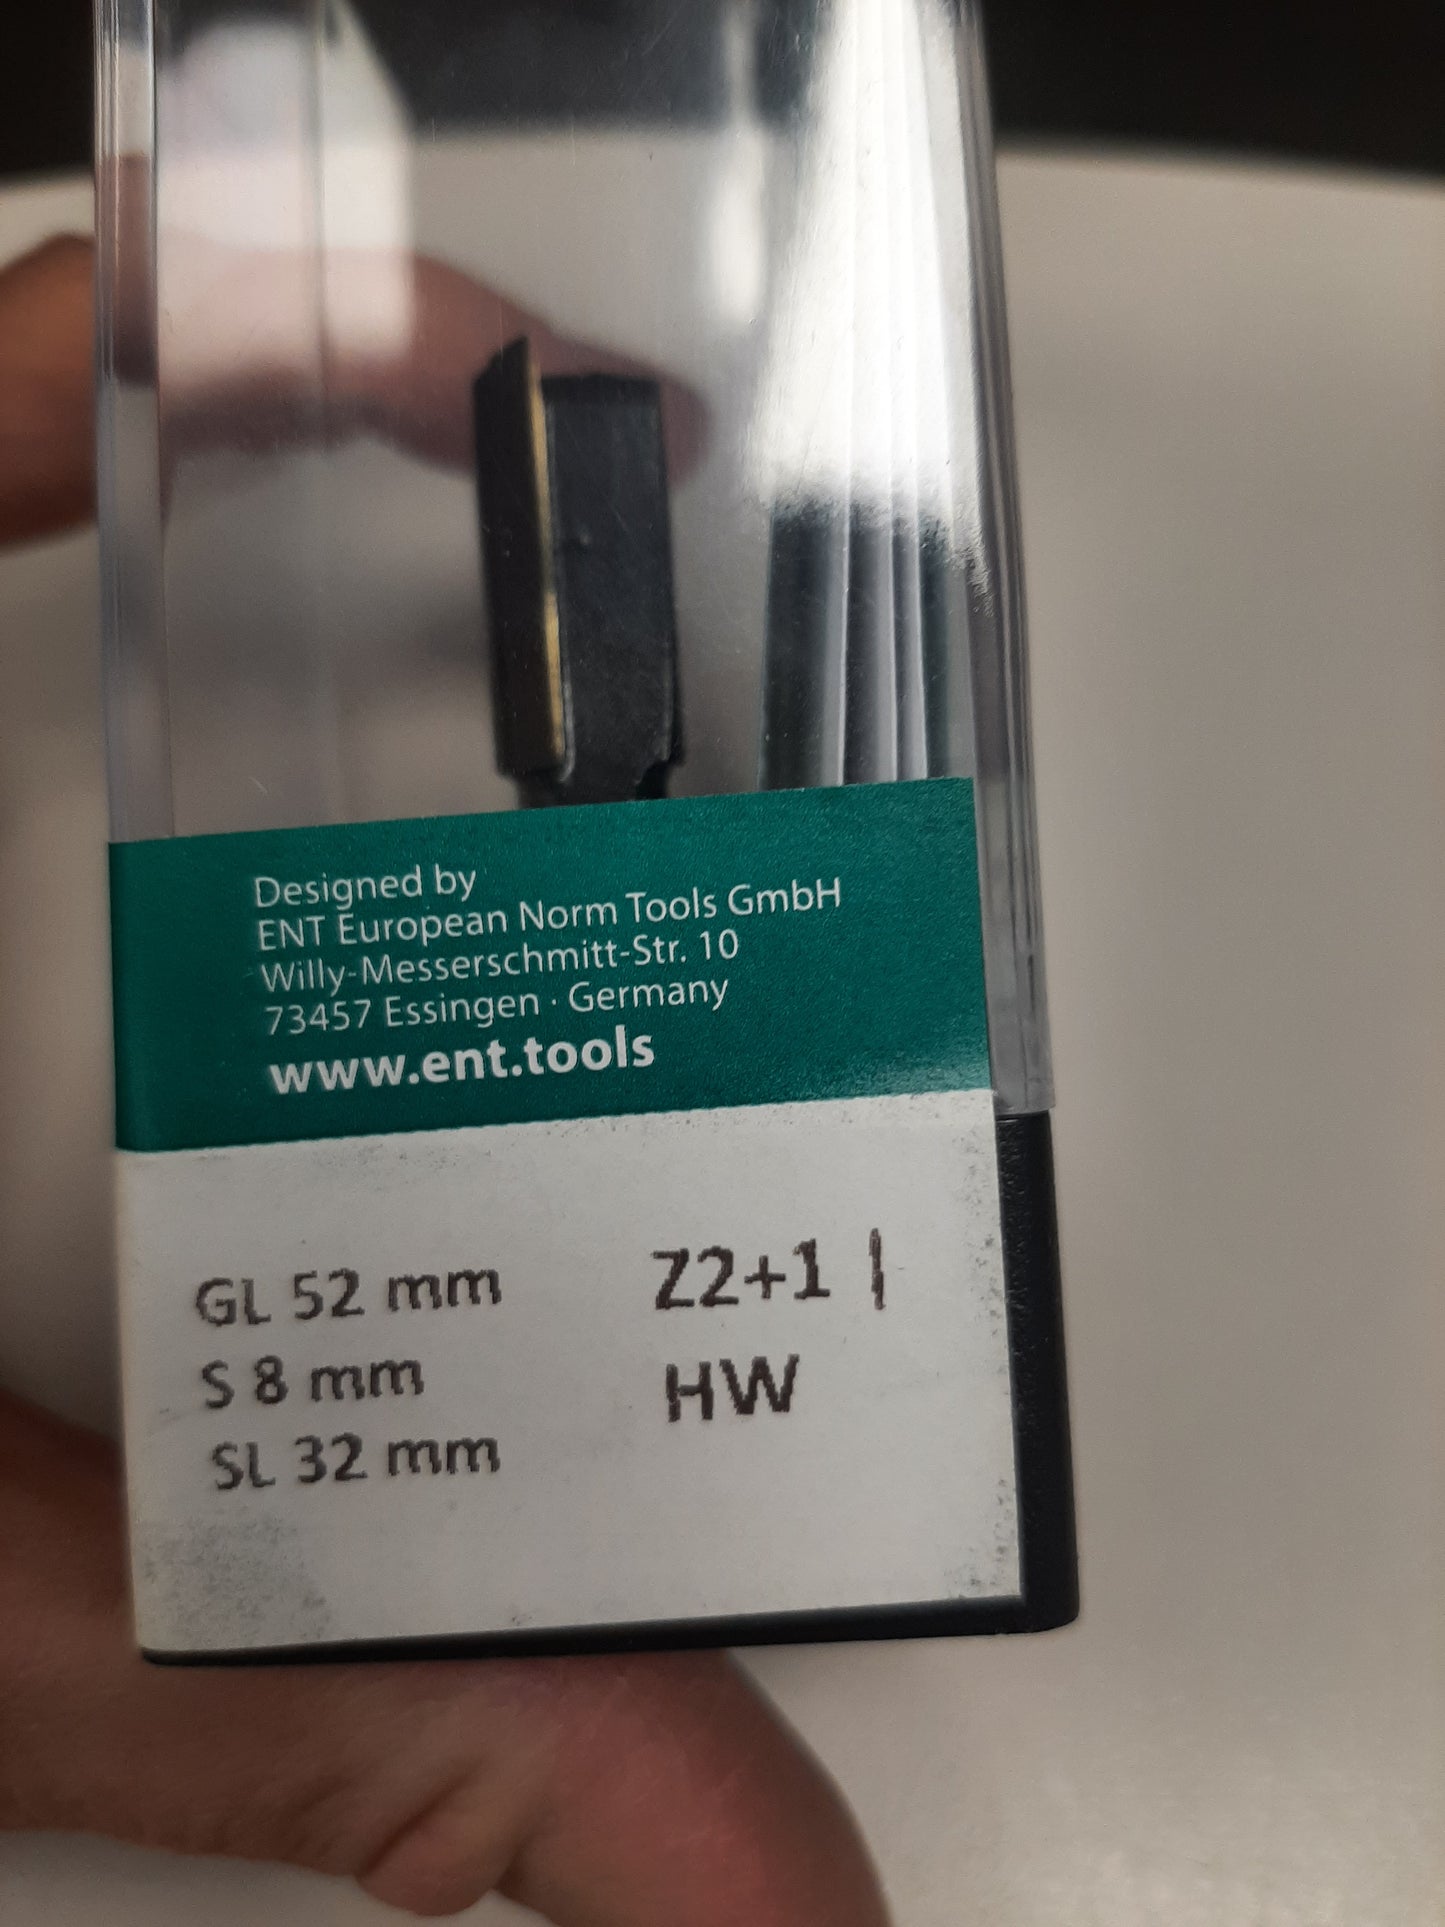 Designed by
ENT European Norm Tools GmbH
Willy-Messerschmitt-Str. 10
73457 Essingen · Germany
www.ent.tools
GL 52 mm
S 8 mm
SL 32 mm
Z2+1 |
HW